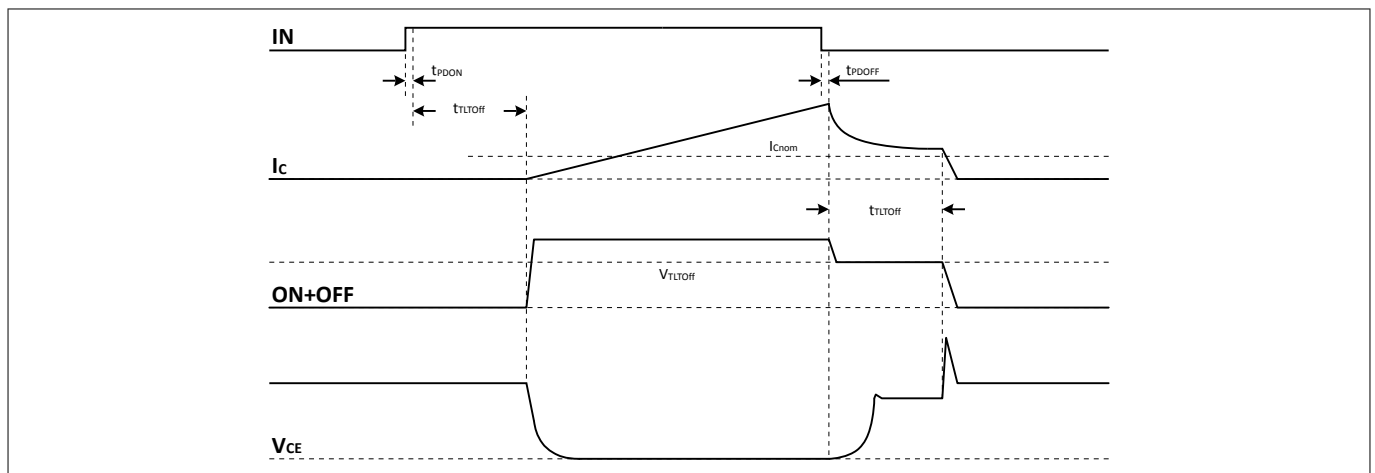 IN
tPDON
tPDOFF
tTLTOff
ICnom
IC
tTLTOff
VTLTOff
ON+OFF
VCE